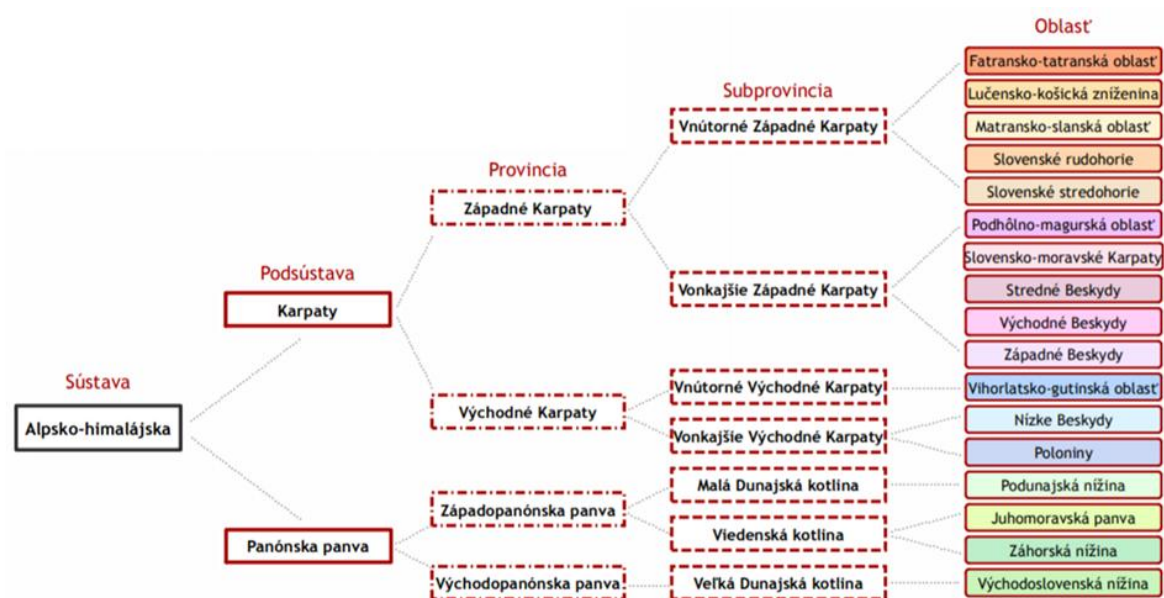 Oblasť
Fatransko-tatranská oblasť
Subprovincia
Lučensko-košická zníženina
Vnútorné Západné Karpaty
Matransko-slanská oblasť
Provincia
Slovenské rudohorie
Západné Karpaty
Slovenské stredohorie
Podhôlno-magurská oblasť
Podsústava
Slovensko-moravské Karpaty
Karpaty
Vonkajšie Západné Karpaty
Stredné Beskydy
Východné Beskydy
Západné Beskydy
Sústava
Vnútorné Východné Karpaty
Vihorlatsko-gutinská oblasť
Alpsko-himalájska
Východné Karpaty
Nízke Beskydy
Vonkajšie Východné Karpaty
Poloniny
Malá Dunajská kotlina
Podunajská nížina
Západopanónska panva
Juhomoravská panva
Panónska panva
Viedenská kotlina
Záhorská nížina
Východopanónska panva
Veľká Dunajská kotlina
Východoslovenská nížina